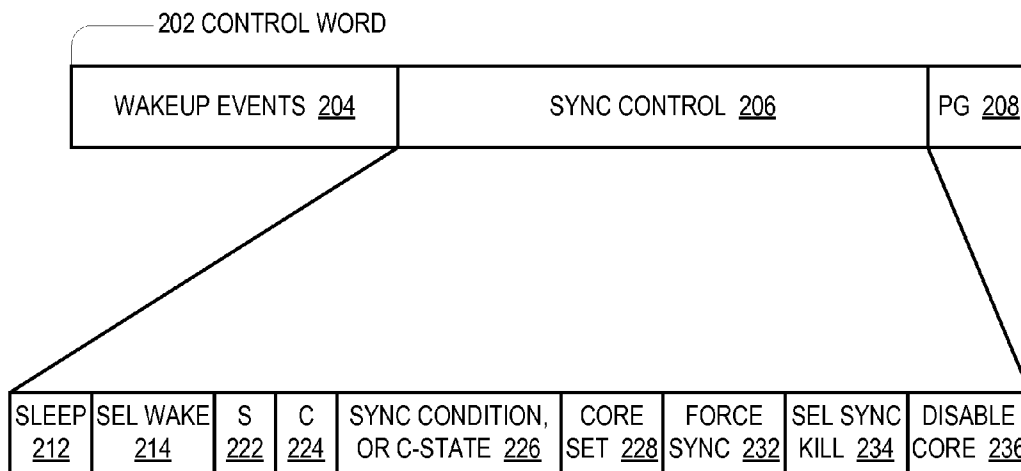 202 CONTROL WORD
WAKEUP EVENTS 204
SYNC CONTROL 206
PG 208
SLEEP
212
SEL WAKE
214
S
222
C
224
SYNC CONDITION,
OR C-STATE 226
CORE
SET 228
FORCE
SYNC 232
SEL SYNC
KILL 234
DISABLE
CORE 236